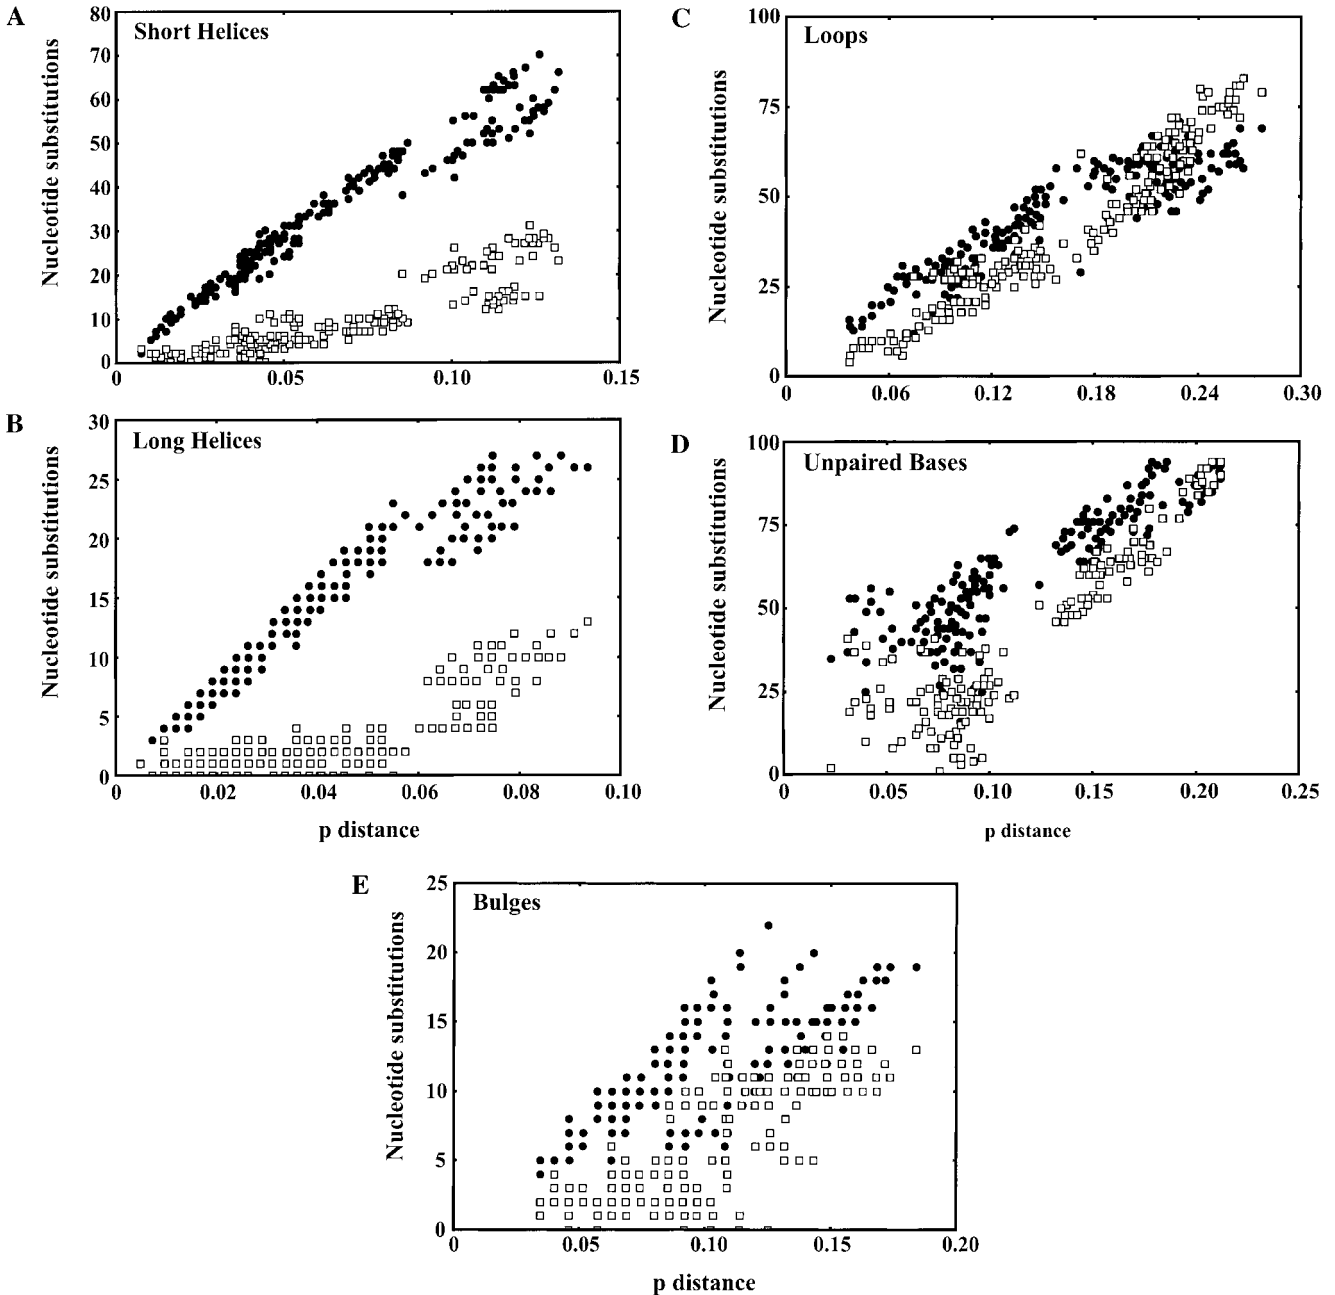 A
Short Helices
Nucleotide substitutions
80
70
60
50
40
30
20
10
0
0 0.05 0.10 0.15
C
Loops
Nucleotide substitutions
100
75
50
25
0
0 0.06 0.12 0.18 0.24 0.30
B
Long Helices
Nucleotide substitutions
30
25
20
15
10
5
0
0 0.02 0.04 0.06 0.08 0.10
p distance
D
Unpaired Bases
Nucleotide substitutions
100
75
50
25
0
0 0.05 0.10 0.15 0.20 0.25
p distance
E
Bulges
Nucleotide substitutions
25
20
15
10
5
0
0 0.05 0.10 0.15 0.20
p distance